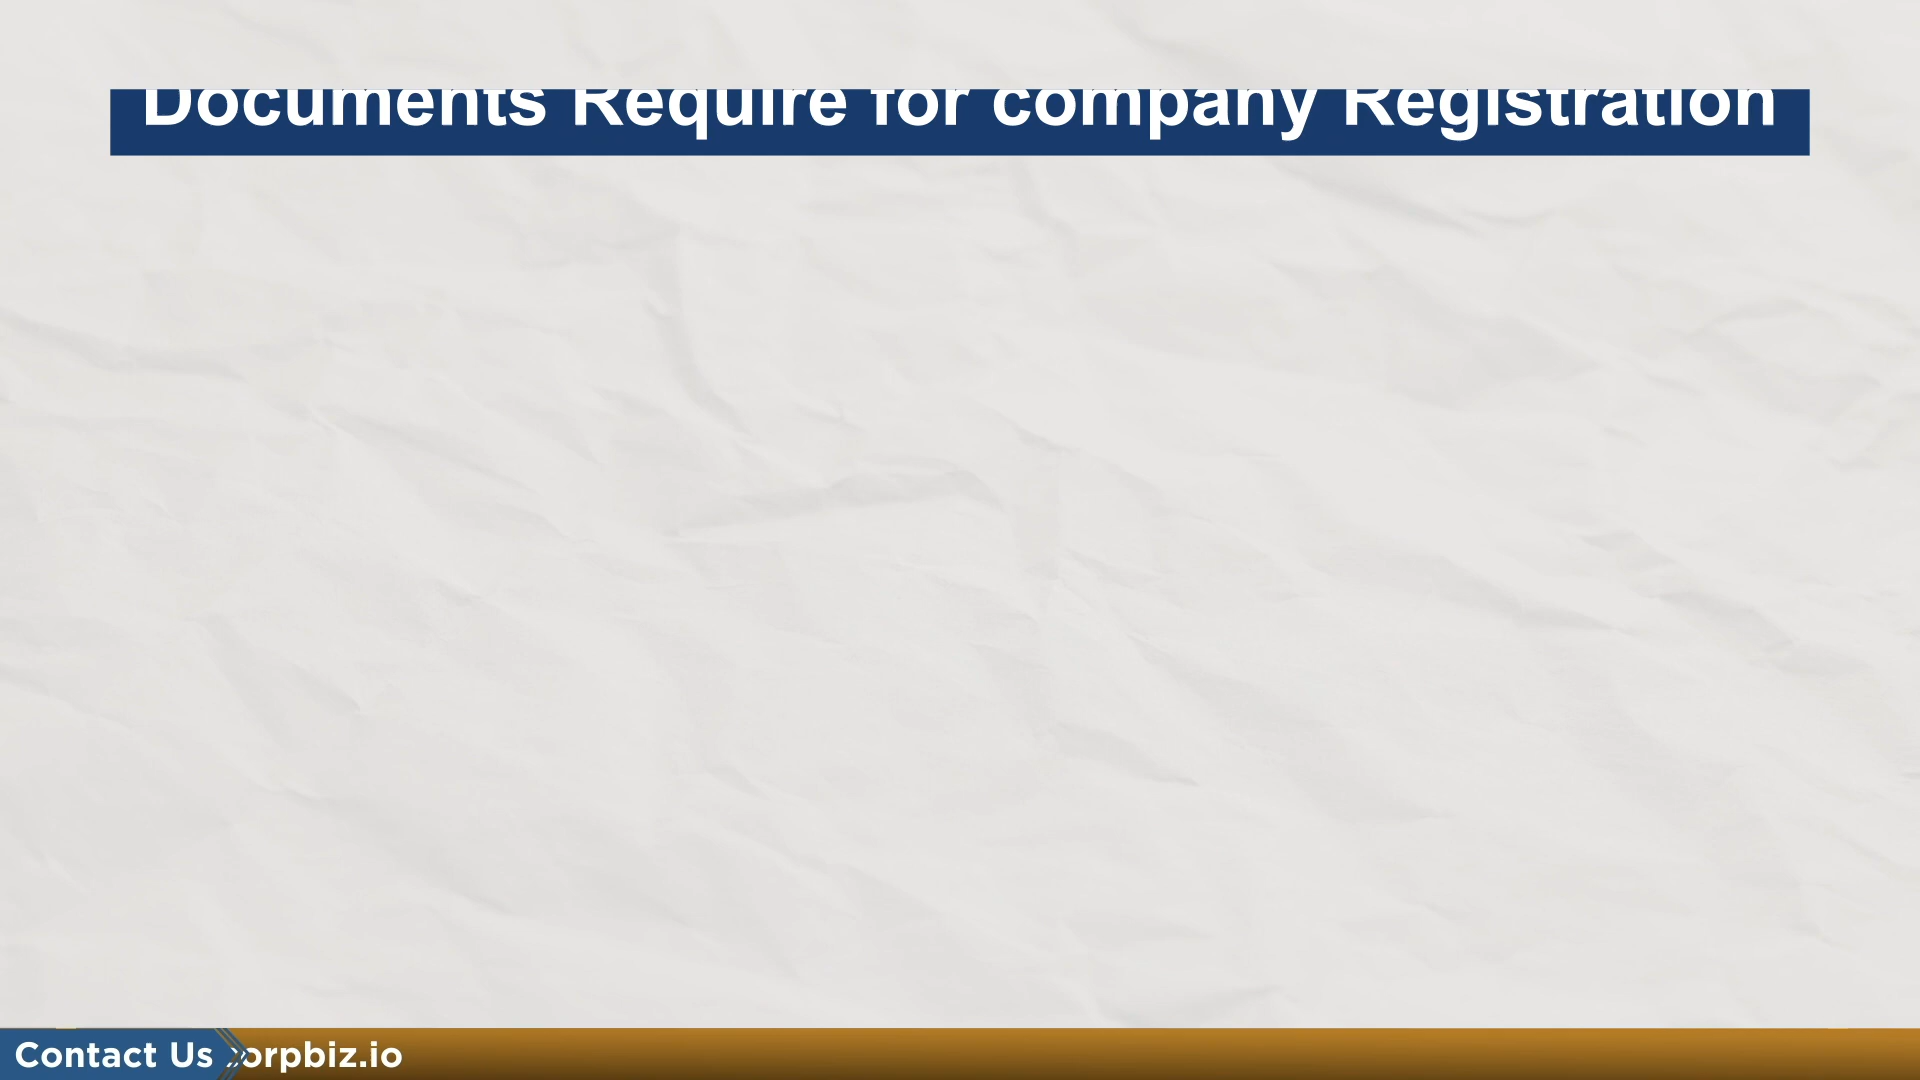 Documents Require for company Registration
Contact Us
orpbiz.io